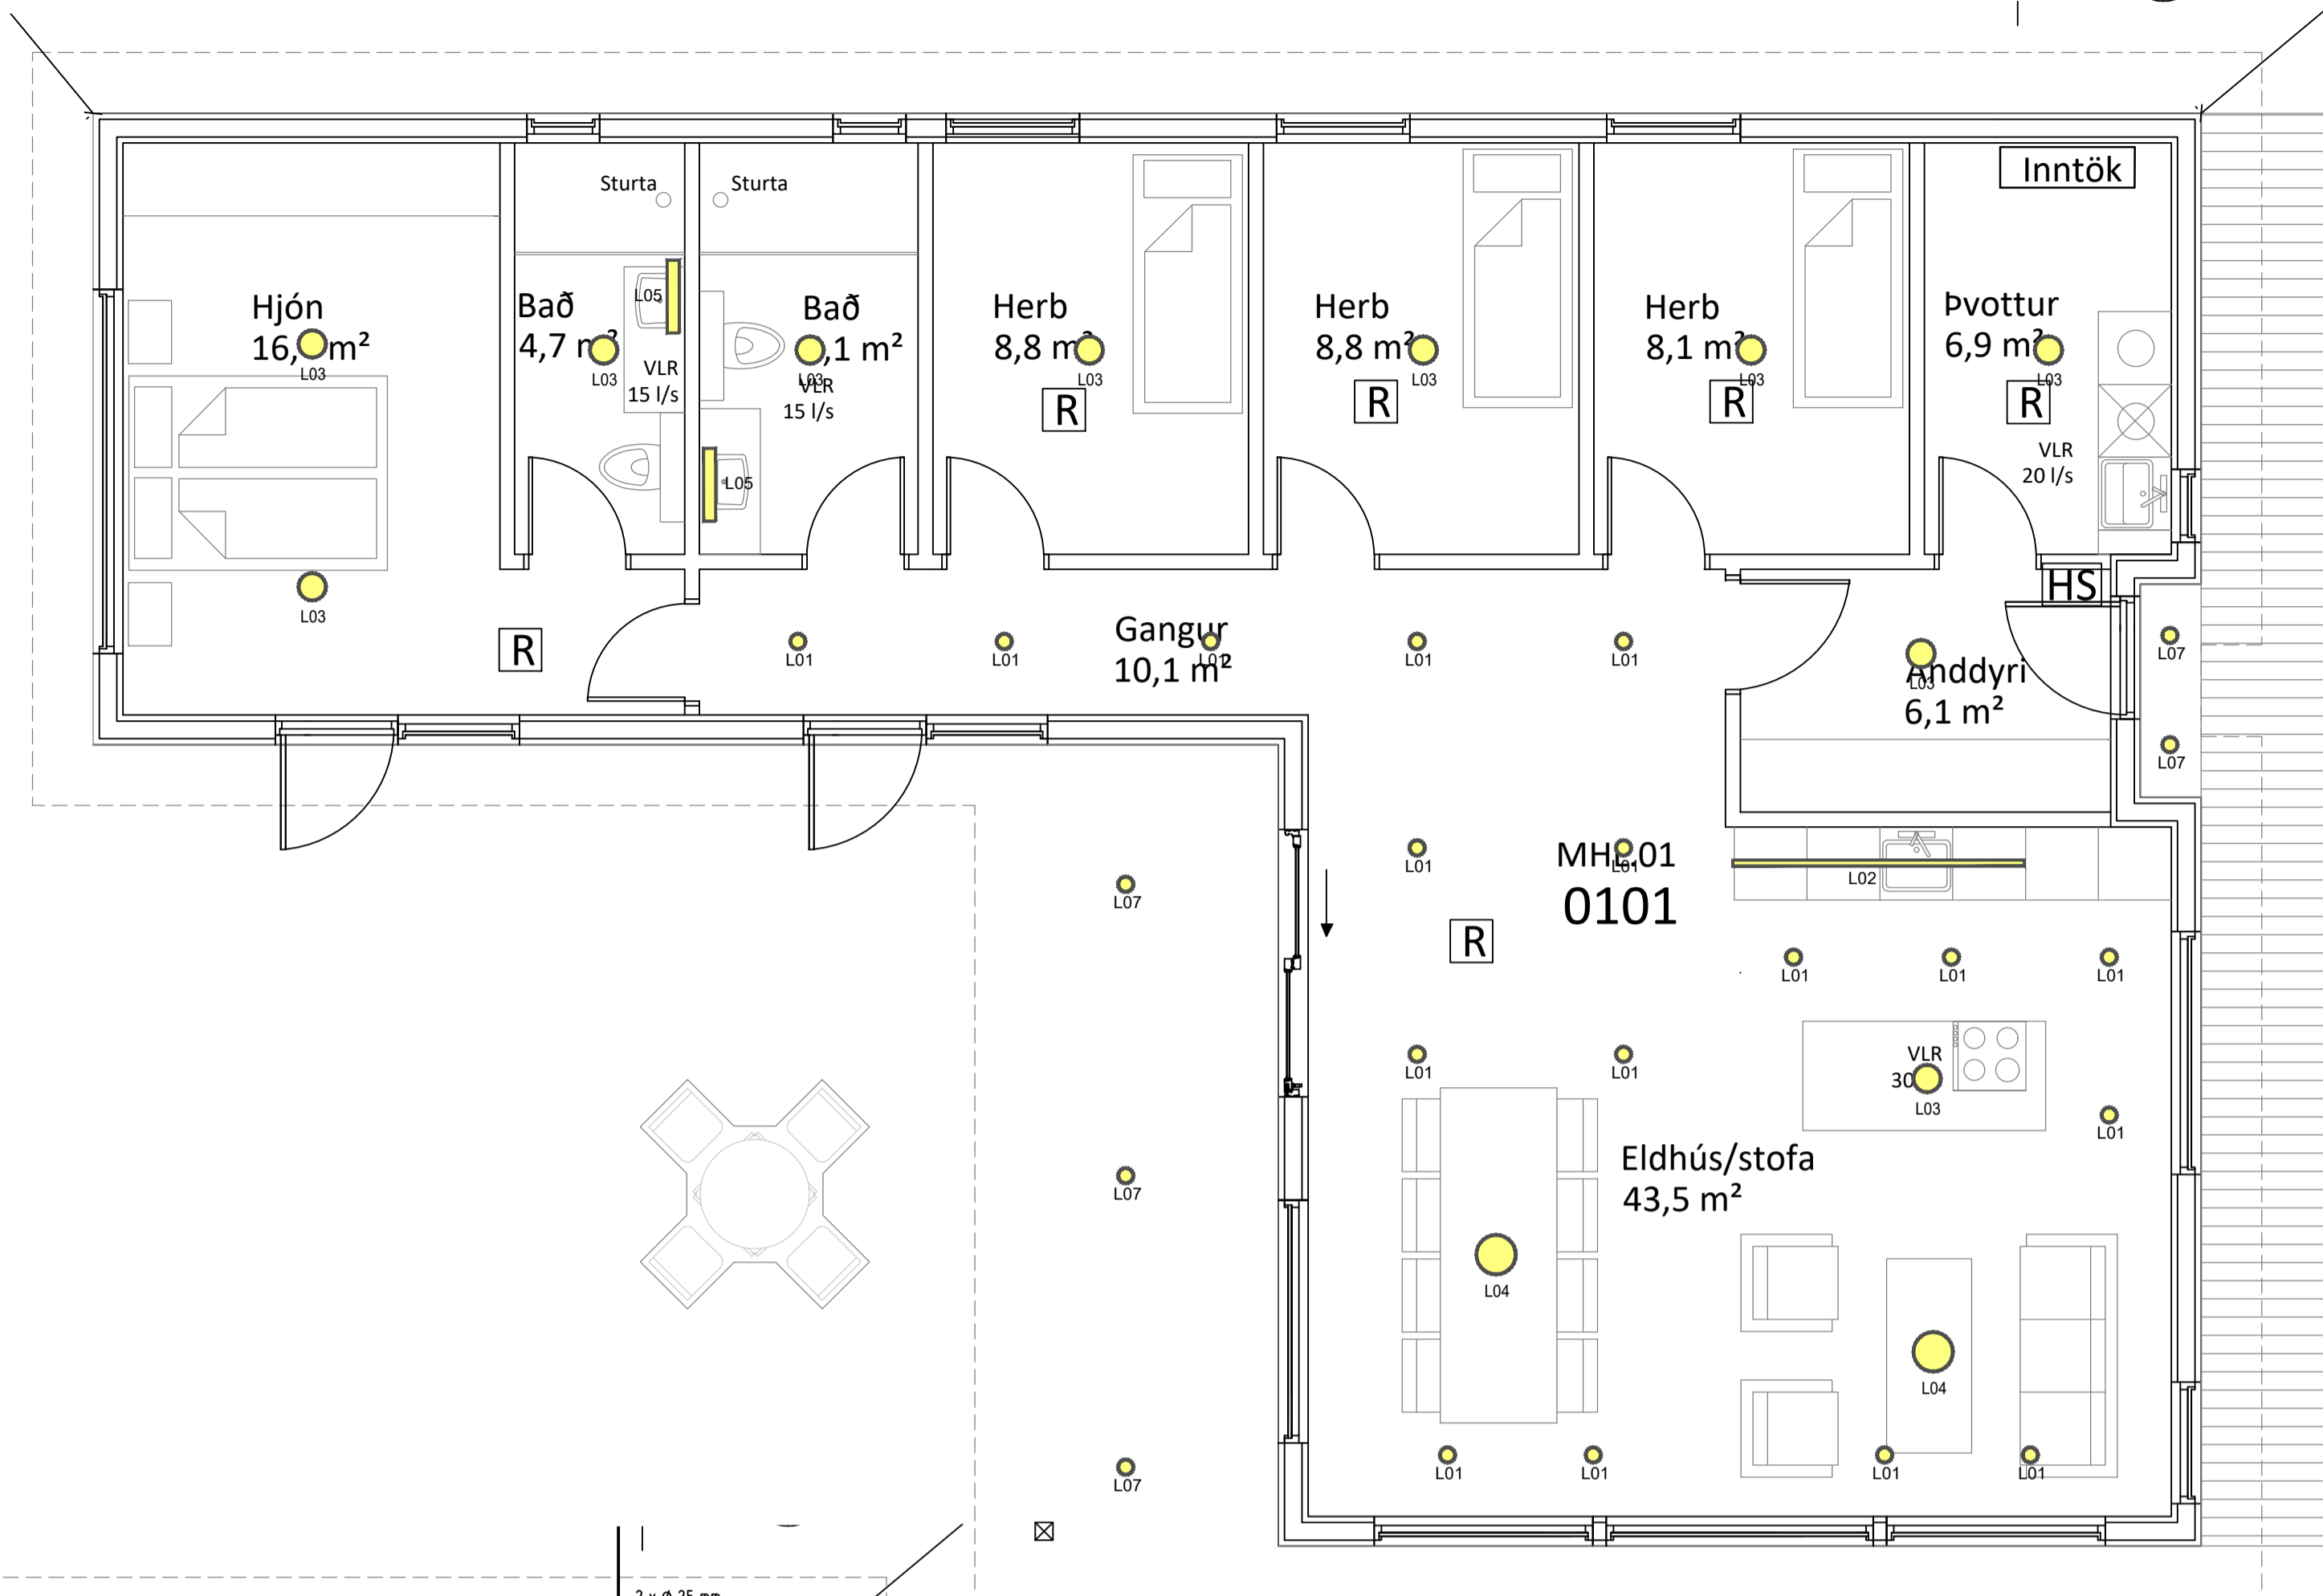 Inntök
Sturta
Sturta
Hjón
16, m²
L03
Bað
4,7 m²
L03
L05
VLR
15 l/s
Bað
,1 m²
L03
VLR
15 l/s
L05
Herb
8,8 m²
L03
R
Herb
8,8 m²
L03
R
Herb
8,1 m²
L03
R
Þvottur
6,9 m²
L03
R
VLR
20 l/s
HS
L03
R
L01
L01
Gangur
10,1 m²
L01
L01
L01
Anddyri
L03
6,1 m²
L07
L07
L01
MHL01
L01
0101
L02
L07
R
L01
L01
L01
L01
L01
VLR
30
L03
L01
Eldhús/stofa
43,5 m²
L07
L04
L04
L01
L01
L01
L01
L07